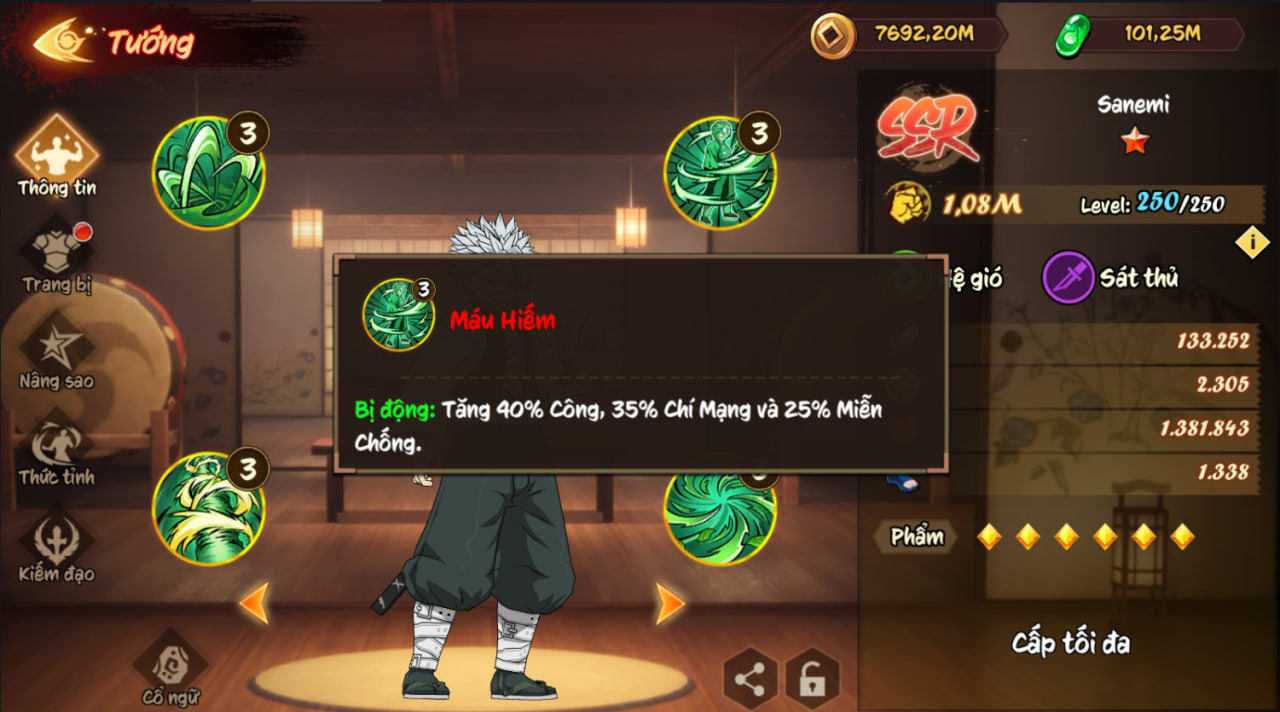 Tướng
7692,20M
101,25M
Thông tin
Trang bị
Nâng sao
Thức tỉnh
Kiếm đạo
Cổ ngữ
3
3
3
SSR
Sanemi
1,08M
Level: 250/250
i
ệ gió
Sát thủ
133.252
2.305
1.381.843
1.338
Phẩm
Cấp tối đa
3
Máu Hiếm
Bị động: Tăng 40% Công, 35% Chí Mạng và 25% Miễn
Chống.